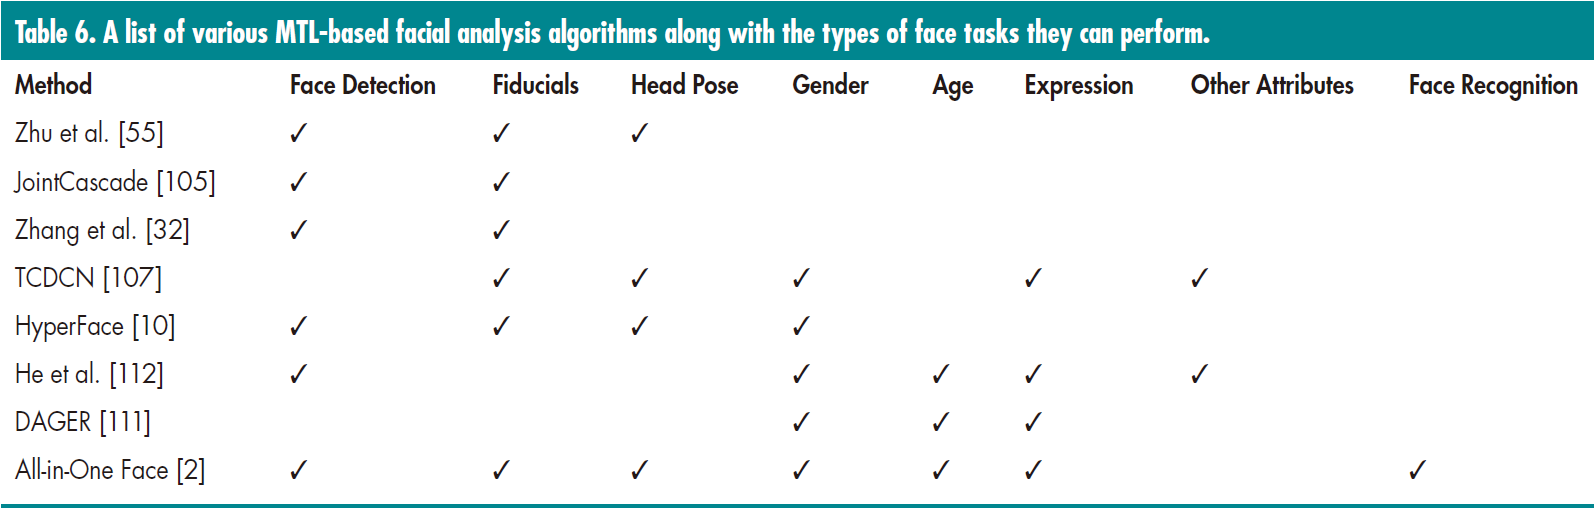 Table 6. A list of various MTL-based facial analysis algorithms along with the types of face tasks they can perform.
Method Face Detection Fiducials Head Pose Gender Age Expression Other Attributes Face Recognition
Zhu et al. [55] ✓ ✓ ✓
JointCascade [105] ✓ ✓
Zhang et al. [32] ✓ ✓
TCDCN [107] ✓ ✓ ✓ ✓ ✓
HyperFace [10] ✓ ✓ ✓ ✓
He et al. [112] ✓ ✓ ✓ ✓ ✓
DAGER [111] ✓ ✓ ✓
All-in-One Face [2] ✓ ✓ ✓ ✓ ✓ ✓ ✓